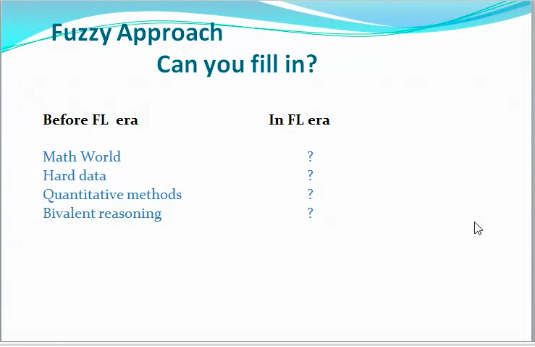 Fuzzy Approach
Can you fill in?
Before FL era In FL era
Math World ?
Hard data ?
Quantitative methods ?
Bivalent reasoning ?